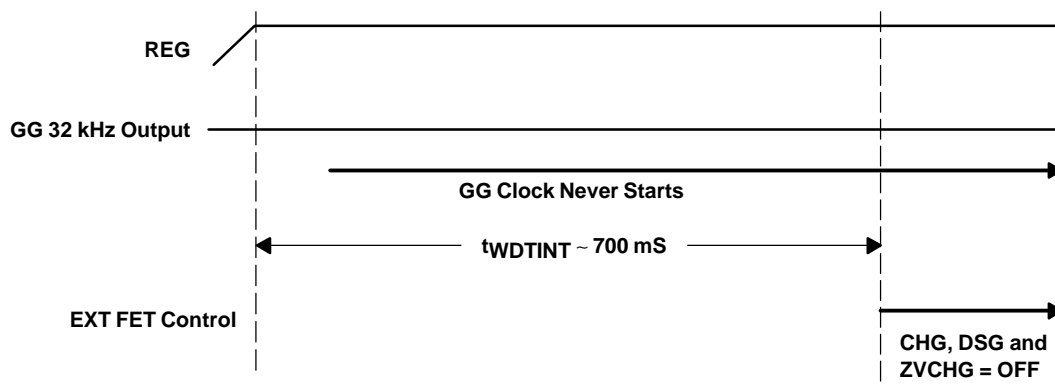 REG
GG 32 kHz Output
GG Clock Never Starts
tWDTINT ~ 700 mS
EXT FET Control
CHG, DSG and
ZVCHG = OFF